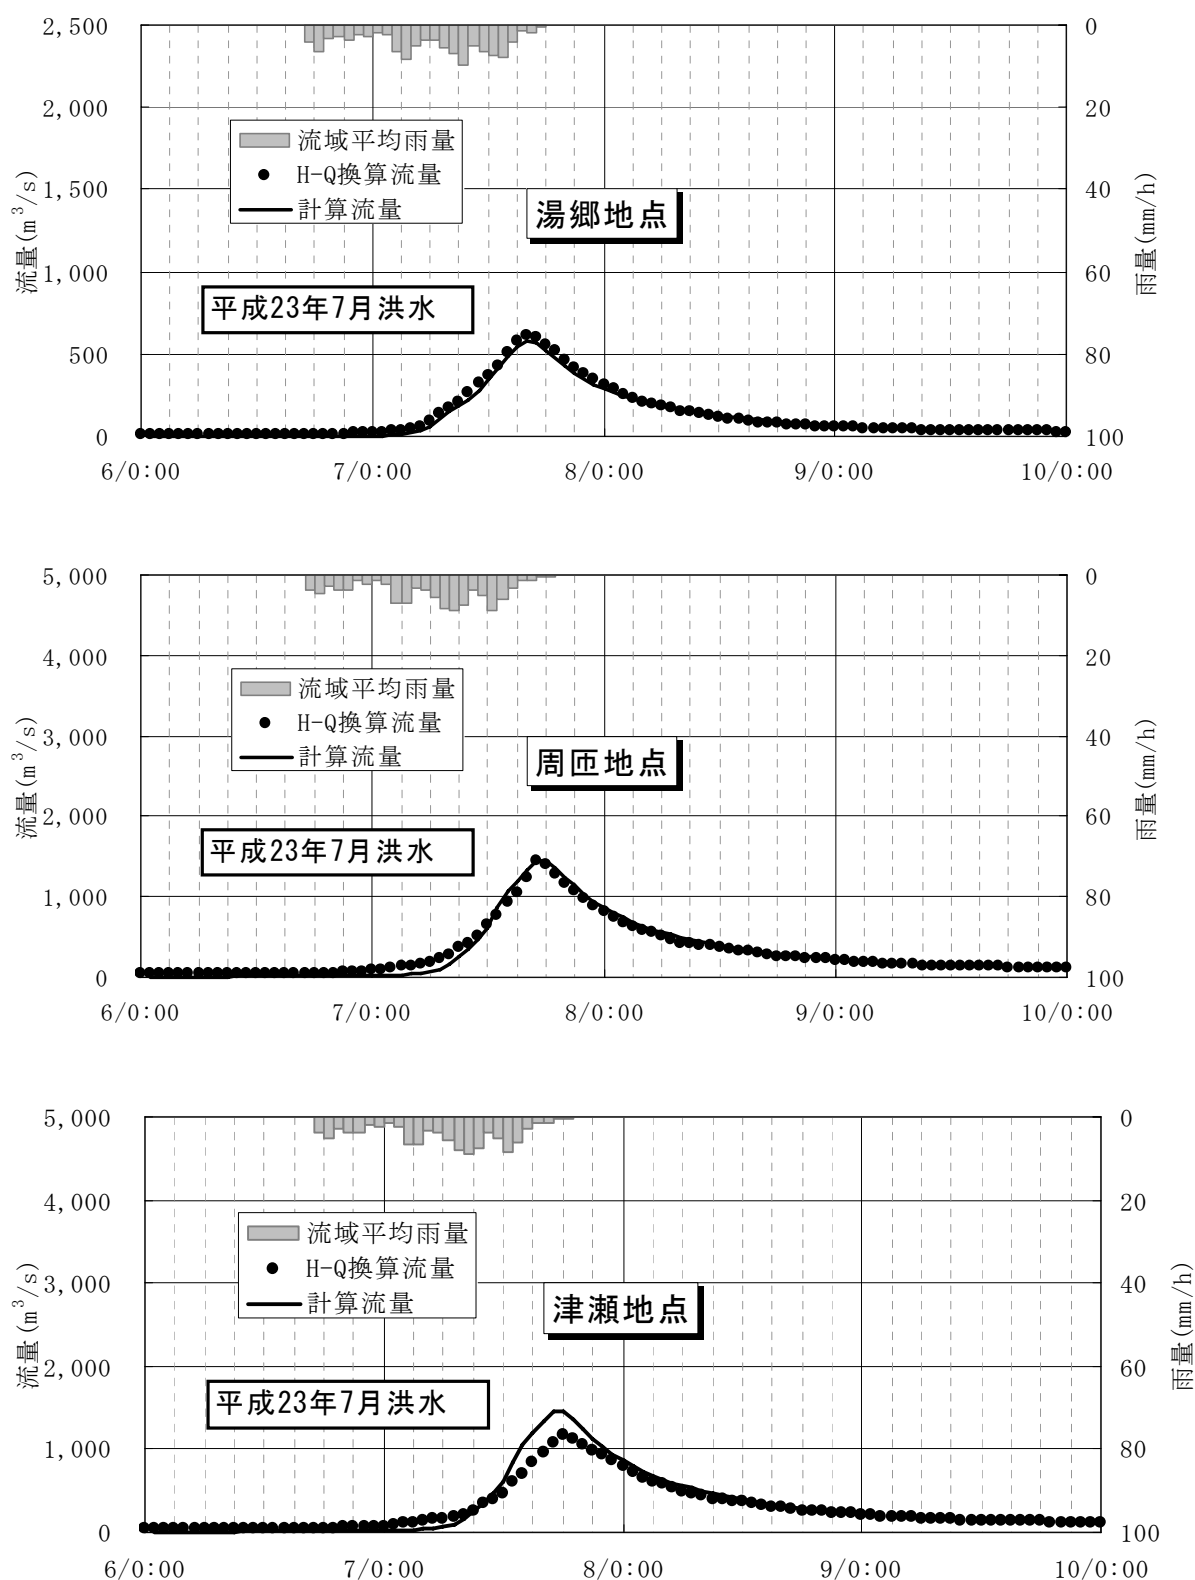 2,500
2,000
1,500
1,000
500
0
流量(m³/s)
0
20
40
60
80
100
雨量(mm/h)
流域平均雨量
H-Q換算流量
計算流量
湯郷地点
平成23年7月洪水
6/0:00
7/0:00
8/0:00
9/0:00
10/0:00
5,000
4,000
3,000
2,000
1,000
0
流量(m³/s)
0
20
40
60
80
100
雨量(mm/h)
流域平均雨量
H-Q換算流量
計算流量
周匝地点
平成23年7月洪水
6/0:00
7/0:00
8/0:00
9/0:00
10/0:00
5,000
4,000
3,000
2,000
1,000
0
流量(m³/s)
0
20
40
60
80
100
雨量(mm/h)
流域平均雨量
H-Q換算流量
計算流量
津瀬地点
平成23年7月洪水
6/0:00
7/0:00
8/0:00
9/0:00
10/0:00